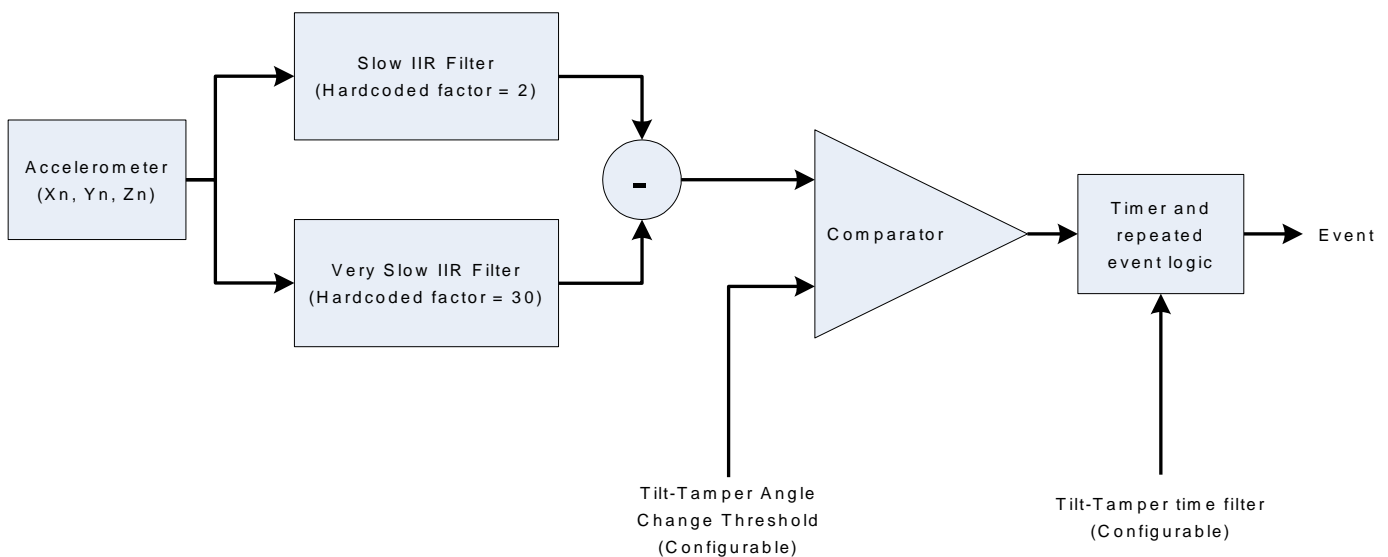 Accelerometer
(Xn, Yn, Zn)
Slow IIR Filter
(Hardcoded factor = 2)
Very Slow IIR Filter
(Hardcoded factor = 30)
-
Comparator
Tilt-Tamper Angle
Change Threshold
(Configurable)
Timer and
repeated
event logic
Tilt-Tamper time filter
(Configurable)
Event